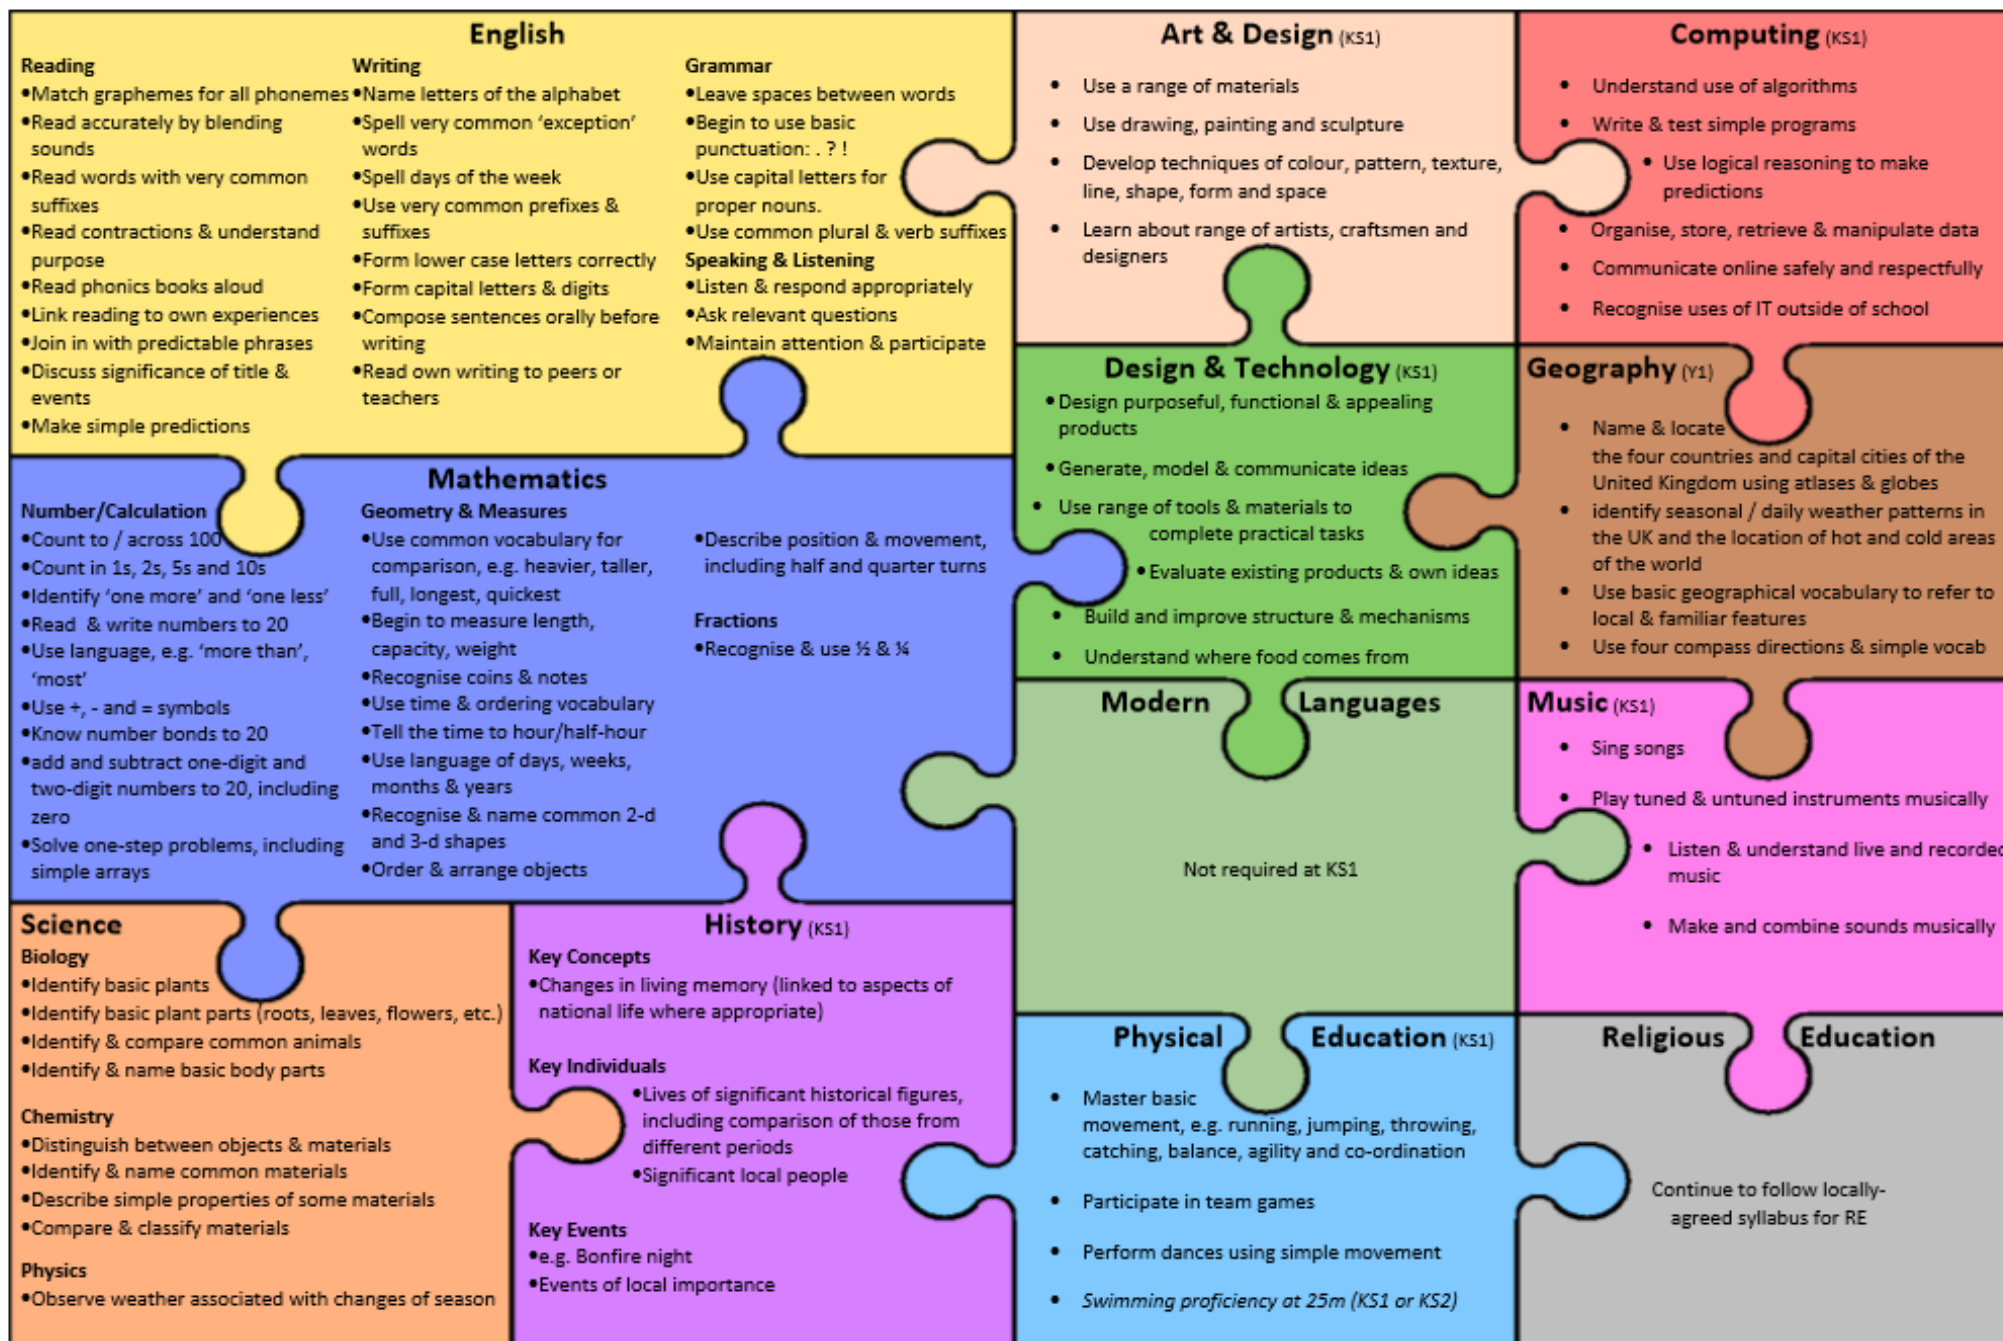 English
Reading
•Match graphemes for all phonemes
•Read accurately by blending
sounds
•Read words with very common
suffixes
•Read contractions & understand
purpose
•Read phonics books aloud
•Link reading to own experiences
•Join in with predictable phrases
•Discuss significance of title &
events
•Make simple predictions
Writing
•Name letters of the alphabet
•Spell very common ‘exception’
words
•Spell days of the week
•Use very common prefixes &
suffixes
•Form lower case letters correctly
•Form capital letters & digits
•Compose sentences orally before
writing
•Read own writing to peers or
teachers
Grammar
•Leave spaces between words
•Begin to use basic
punctuation: . ? !
•Use capital letters for
proper nouns.
•Use common plural & verb suffixes
Speaking & Listening
•Listen & respond appropriately
•Ask relevant questions
•Maintain attention & participate
Art & Design (KS1)
• Use a range of materials
• Use drawing, painting and sculpture
• Develop techniques of colour, pattern, texture,
line, shape, form and space
• Learn about range of artists, craftsmen and
designers
Computing (KS1)
• Understand use of algorithms
• Write & test simple programs
• Use logical reasoning to make
predictions
• Organise, store, retrieve & manipulate data
• Communicate online safely and respectfully
• Recognise uses of IT outside of school
Mathematics
Number/Calculation
•Count to / across 100
•Count in 1s, 2s, 5s and 10s
•Identify ‘one more’ and ‘one less’
•Read & write numbers to 20
•Use language, e.g. ‘more than’,
‘most’
•Use +, - and = symbols
•Know number bonds to 20
•add and subtract one-digit and
two-digit numbers to 20, including
zero
•Solve one-step problems, including
simple arrays
Geometry & Measures
•Use common vocabulary for
comparison, e.g. heavier, taller,
full, longest, quickest
•Begin to measure length,
capacity, weight
•Recognise coins & notes
•Use time & ordering vocabulary
•Tell the time to hour/half-hour
•Use language of days, weeks,
months & years
•Recognise & name common 2-d
and 3-d shapes
•Order & arrange objects
•Describe position & movement,
including half and quarter turns
Fractions
•Recognise & use ½ & ¼
Design & Technology (KS1)
•Design purposeful, functional & appealing
products
•Generate, model & communicate ideas
• Use range of tools & materials to
complete practical tasks
•Evaluate existing products & own ideas
• Build and improve structure & mechanisms
• Understand where food comes from
Geography (Y1)
• Name & locate
the four countries and capital cities of the
United Kingdom using atlases & globes
• identify seasonal / daily weather patterns in
the UK and the location of hot and cold areas
of the world
• Use basic geographical vocabulary to refer to
local & familiar features
• Use four compass directions & simple vocab
Modern Languages
Not required at KS1
Music (KS1)
• Sing songs
• Play tuned & untuned instruments musically
• Listen & understand live and recorded
music
• Make and combine sounds musically
Science
Biology
•Identify basic plants
•Identify basic plant parts (roots, leaves, flowers, etc.)
•Identify & compare common animals
•Identify & name basic body parts
Chemistry
•Distinguish between objects & materials
•Identify & name common materials
•Describe simple properties of some materials
•Compare & classify materials
Physics
•Observe weather associated with changes of season
History (KS1)
Key Concepts
•Changes in living memory (linked to aspects of
national life where appropriate)
Key Individuals
•Lives of significant historical figures,
including comparison of those from
different periods
•Significant local people
Key Events
•e.g. Bonfire night
•Events of local importance
Physical Education (KS1)
• Master basic
movement, e.g. running, jumping, throwing,
catching, balance, agility and co-ordination
• Participate in team games
• Perform dances using simple movement
• Swimming proficiency at 25m (KS1 or KS2)
Religious Education
Continue to follow locally-
agreed syllabus for RE